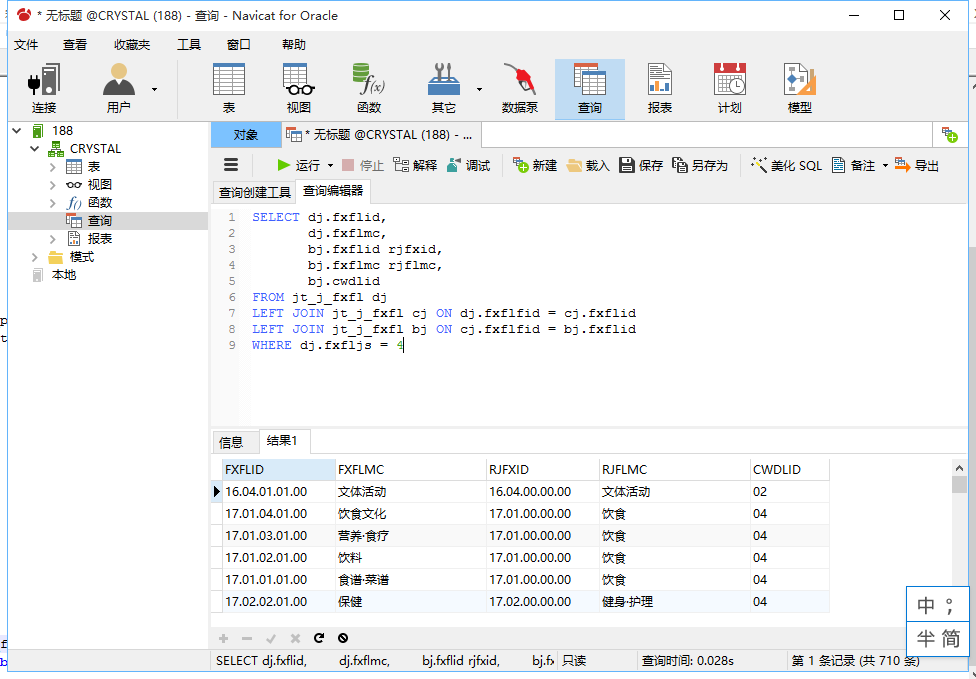 * 无标题 @CRYSTAL (188) - 查询 - Navicat for Oracle
文件 查看 收藏夹 工具 窗口 帮助
连接 用户 表 视图 函数 其它 数据泵 查询 报表 计划 模型
188
CRYSTAL
表
视图
函数
查询
报表
模式
本地
对象 * 无标题 @CRYSTAL (188) - ...
运行 停止 解释 调试 新建 载入 保存 另存为 美化 SQL 备注 导出
查询创建工具 查询编辑器
1 SELECT dj.fxflid,
2 dj.fxflmc,
3 bj.fxflid rjfxid,
4 bj.fxflmc rjflmc,
5 bj.cwdlid
6 FROM jt_j_fxfl dj
7 LEFT JOIN jt_j_fxfl cj ON dj.fxflfid = cj.fxflid
8 LEFT JOIN jt_j_fxfl bj ON cj.fxflfid = bj.fxflid
9 WHERE dj.fxfljs = 4
信息 结果1
FXFLID FXFLMC RJFXID RJFLMC CWDLID
16.04.01.01.00 文体活动 16.04.00.00.00 文体活动 02
17.01.04.01.00 饮食文化 17.01.00.00.00 饮食 04
17.01.03.01.00 营养·食疗 17.01.00.00.00 饮食 04
17.01.02.01.00 饮料 17.01.00.00.00 饮食 04
17.01.01.01.00 食谱·菜谱 17.01.00.00.00 饮食 04
17.02.02.01.00 保健 17.02.00.00.00 健身·护理 04
SELECT dj.fxflid, dj.fxflmc, bj.fxflid rjfxid, bj.fx 只读 查询时间: 0.028s 第 1 条记录 (共 710 条)
中 ；
半 简